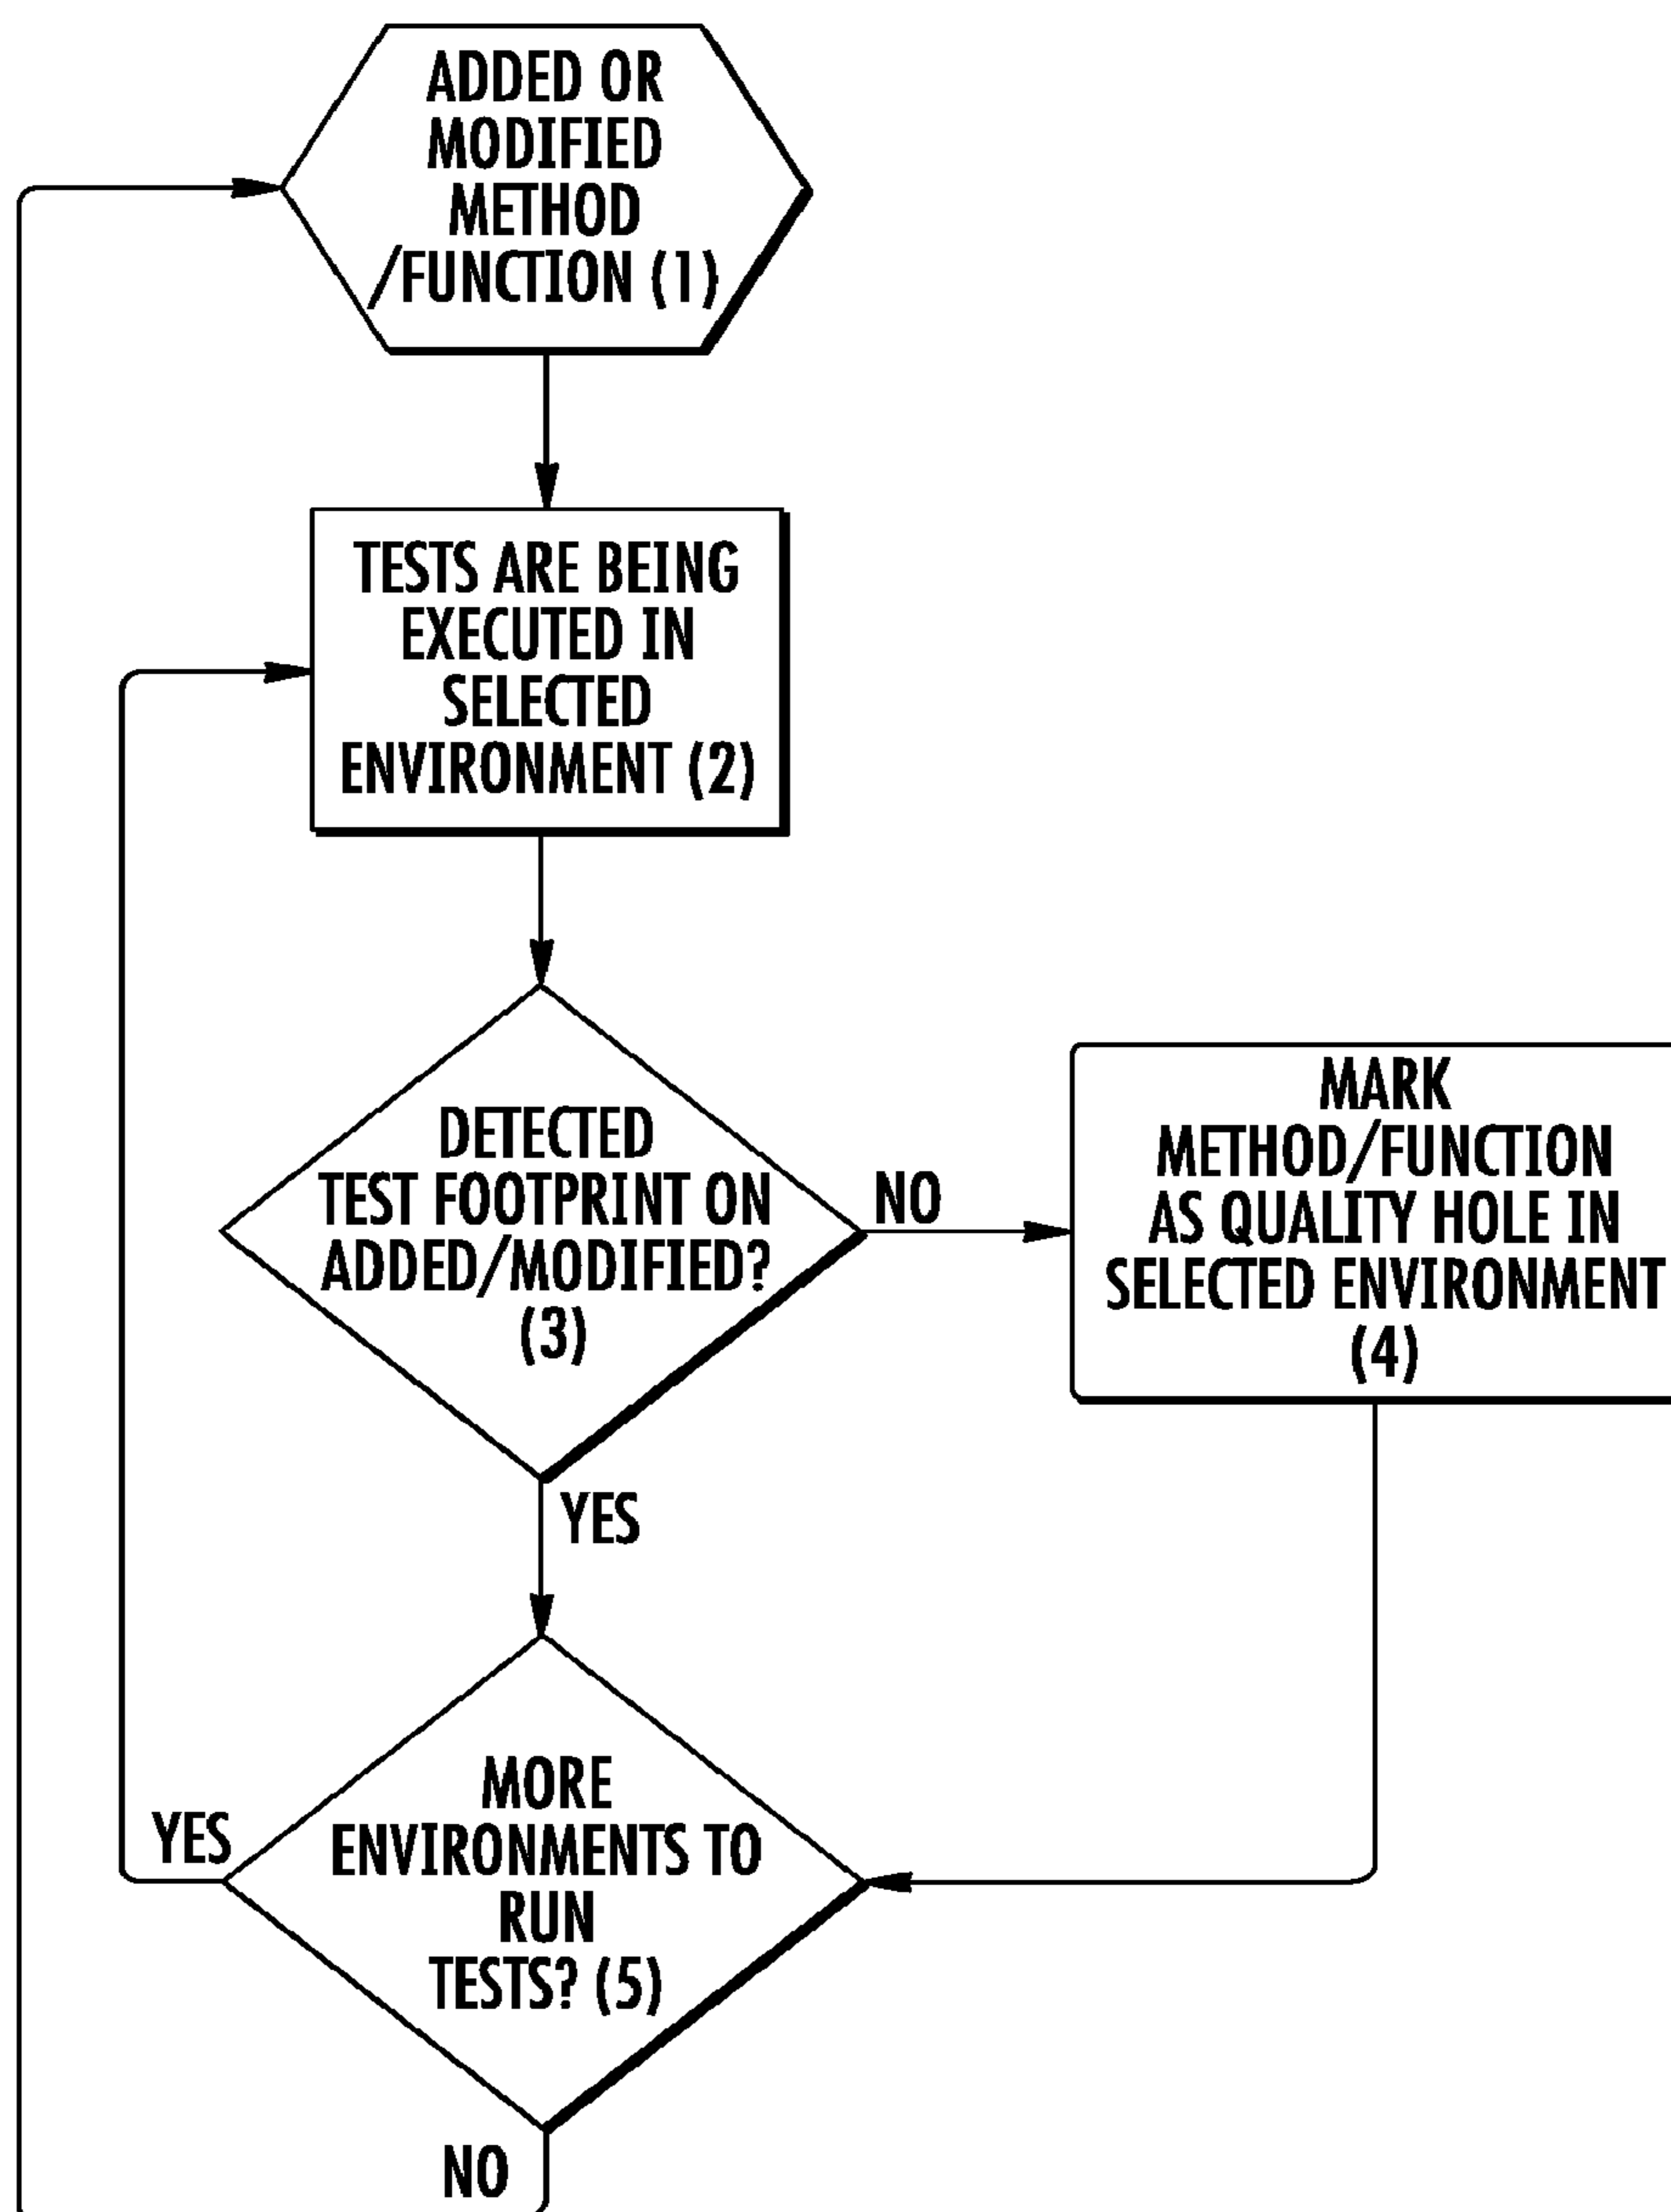 ADDED OR
MODIFIED
METHOD
/FUNCTION (1)
TESTS ARE BEING
EXECUTED IN
SELECTED
ENVIRONMENT (2)
DETECTED
TEST FOOTPRINT ON
ADDED/MODIFIED?
(3)
NO
MARK
METHOD/FUNCTION
AS QUALITY HOLE IN
SELECTED ENVIRONMENT
(4)
YES
MORE
ENVIRONMENTS TO
RUN
TESTS? (5)
YES
NO